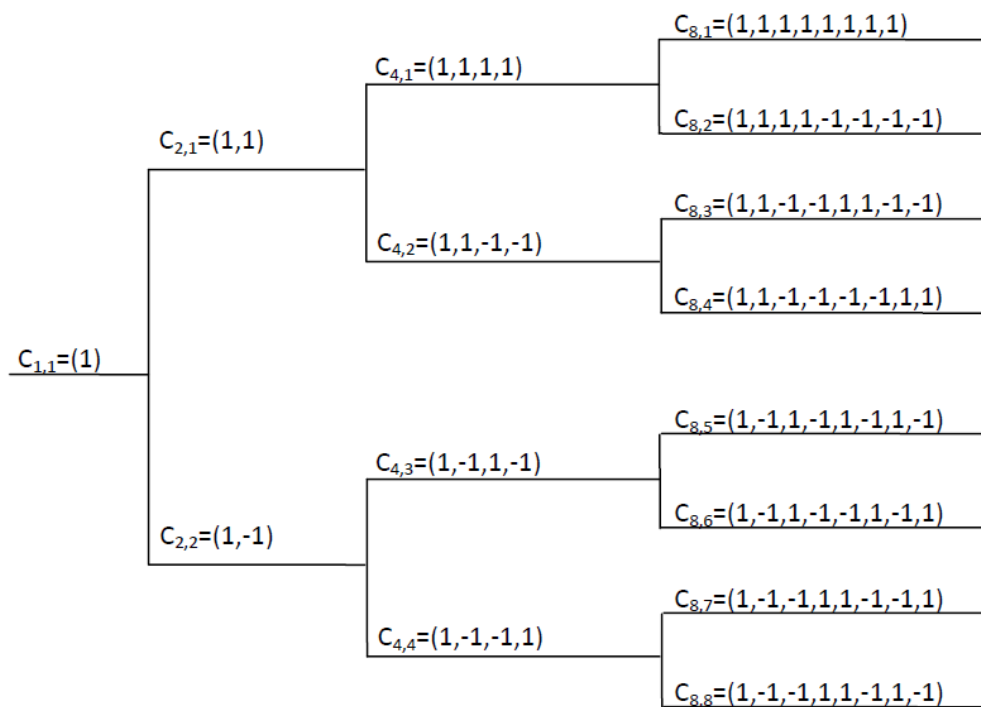 C8,1=(1,1,1,1,1,1,1,1)
C4,1=(1,1,1,1)
C8,2=(1,1,1,1,-1,-1,-1,-1)
C2,1=(1,1)
C8,3=(1,1,-1,-1,1,1,-1,-1)
C4,2=(1,1,-1,-1)
C8,4=(1,1,-1,-1,-1,-1,1,1)
C1,1=(1)
C8,5=(1,-1,1,-1,1,-1,1,-1)
C4,3=(1,-1,1,-1)
C8,6=(1,-1,1,-1,-1,1,-1,1)
C2,2=(1,-1)
C8,7=(1,-1,-1,1,1,-1,-1,1)
C4,4=(1,-1,-1,1)
C8,8=(1,-1,-1,1,1,-1,1,-1)